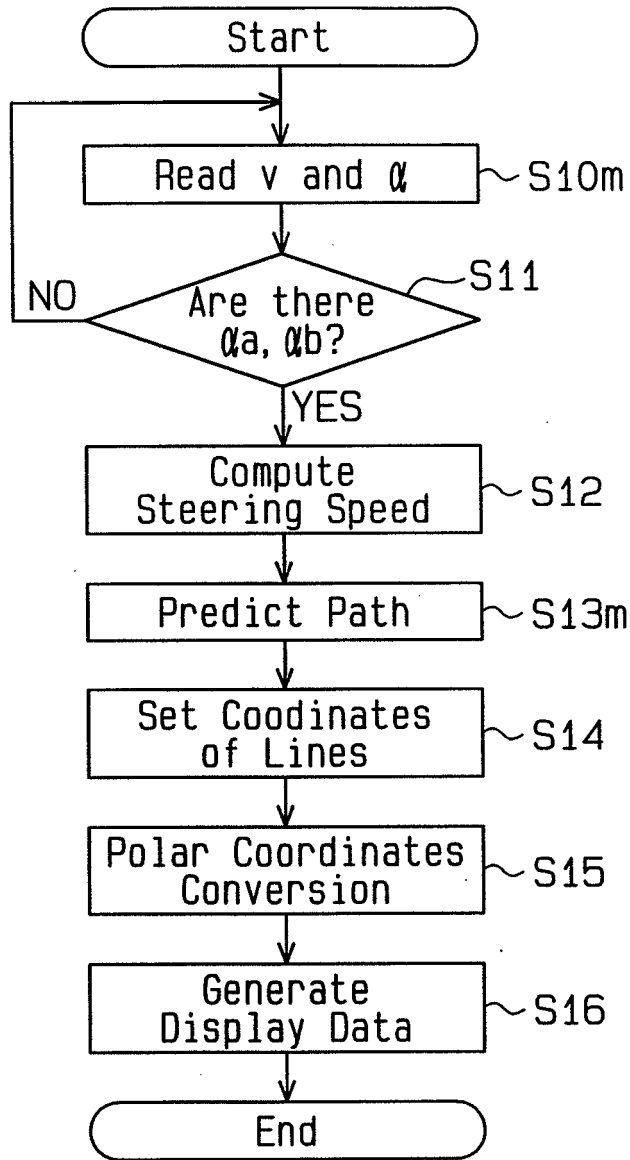 Start
Read v and α
S10m
S11
NO
Are there
αa, αb?
YES
Compute
Steering Speed
S12
Predict Path
S13m
Set Coodinates
of Lines
S14
Polar Coordinates
Conversion
S15
Generate
Display Data
S16
End